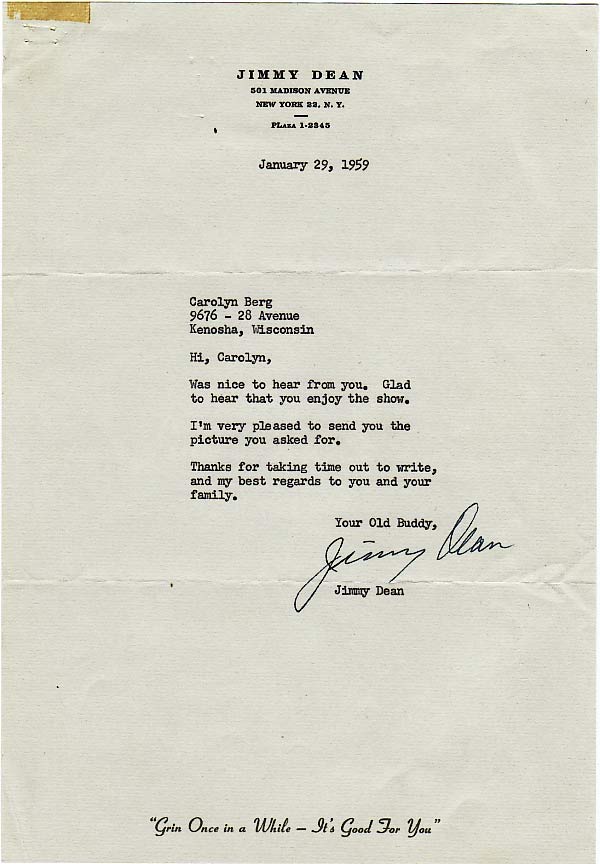 JIMMY DEAN
501 MADISON AVENUE
NEW YORK 22, N. Y.
PLAZA 1-2345
January 29, 1959
Carolyn Berg
9676 - 28 Avenue
Kenosha, Wisconsin
Hi, Carolyn,
Was nice to hear from you. Glad
to hear that you enjoy the show.
I'm very pleased to send you the
picture you asked for.
Thanks for taking time out to write,
and my best regards to you and your
family.
Your Old Buddy,
Jimmy Dean
Jimmy Dean
"Grin Once in a While — It's Good For You"